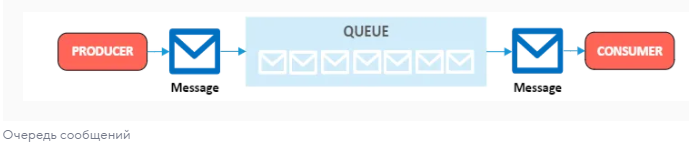 QUEUE
PRODUCER
CONSUMER
Message
Message
Очередь сообщений